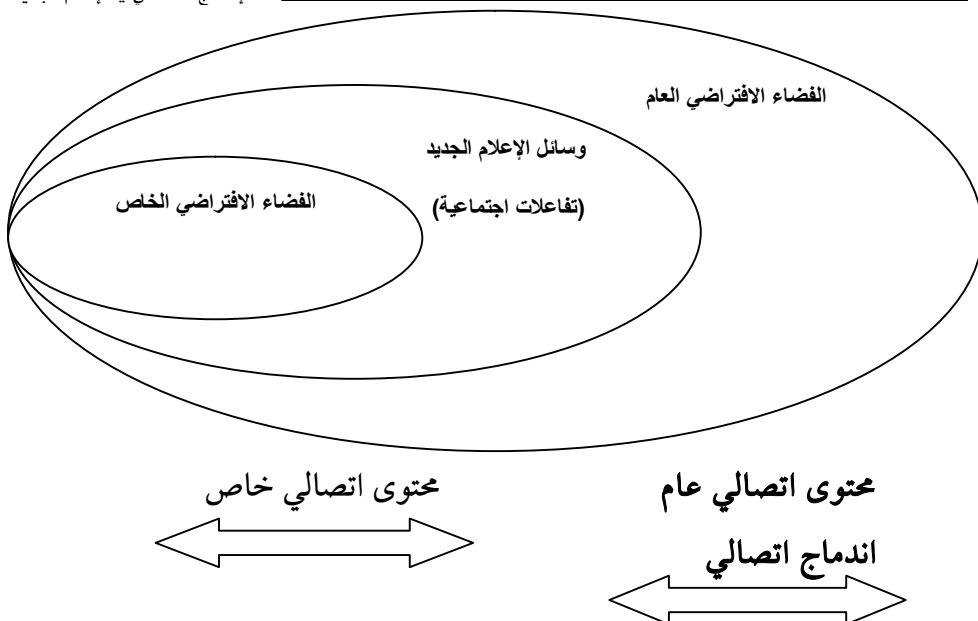 الفضاء الافتراضي العام
وسائل الإعلام الجديد
(تفاعلات اجتماعية)
الفضاء الافتراضي الخاص
محتوى اتصالي عام
محتوى اتصالي خاص
اندماج اتصالي